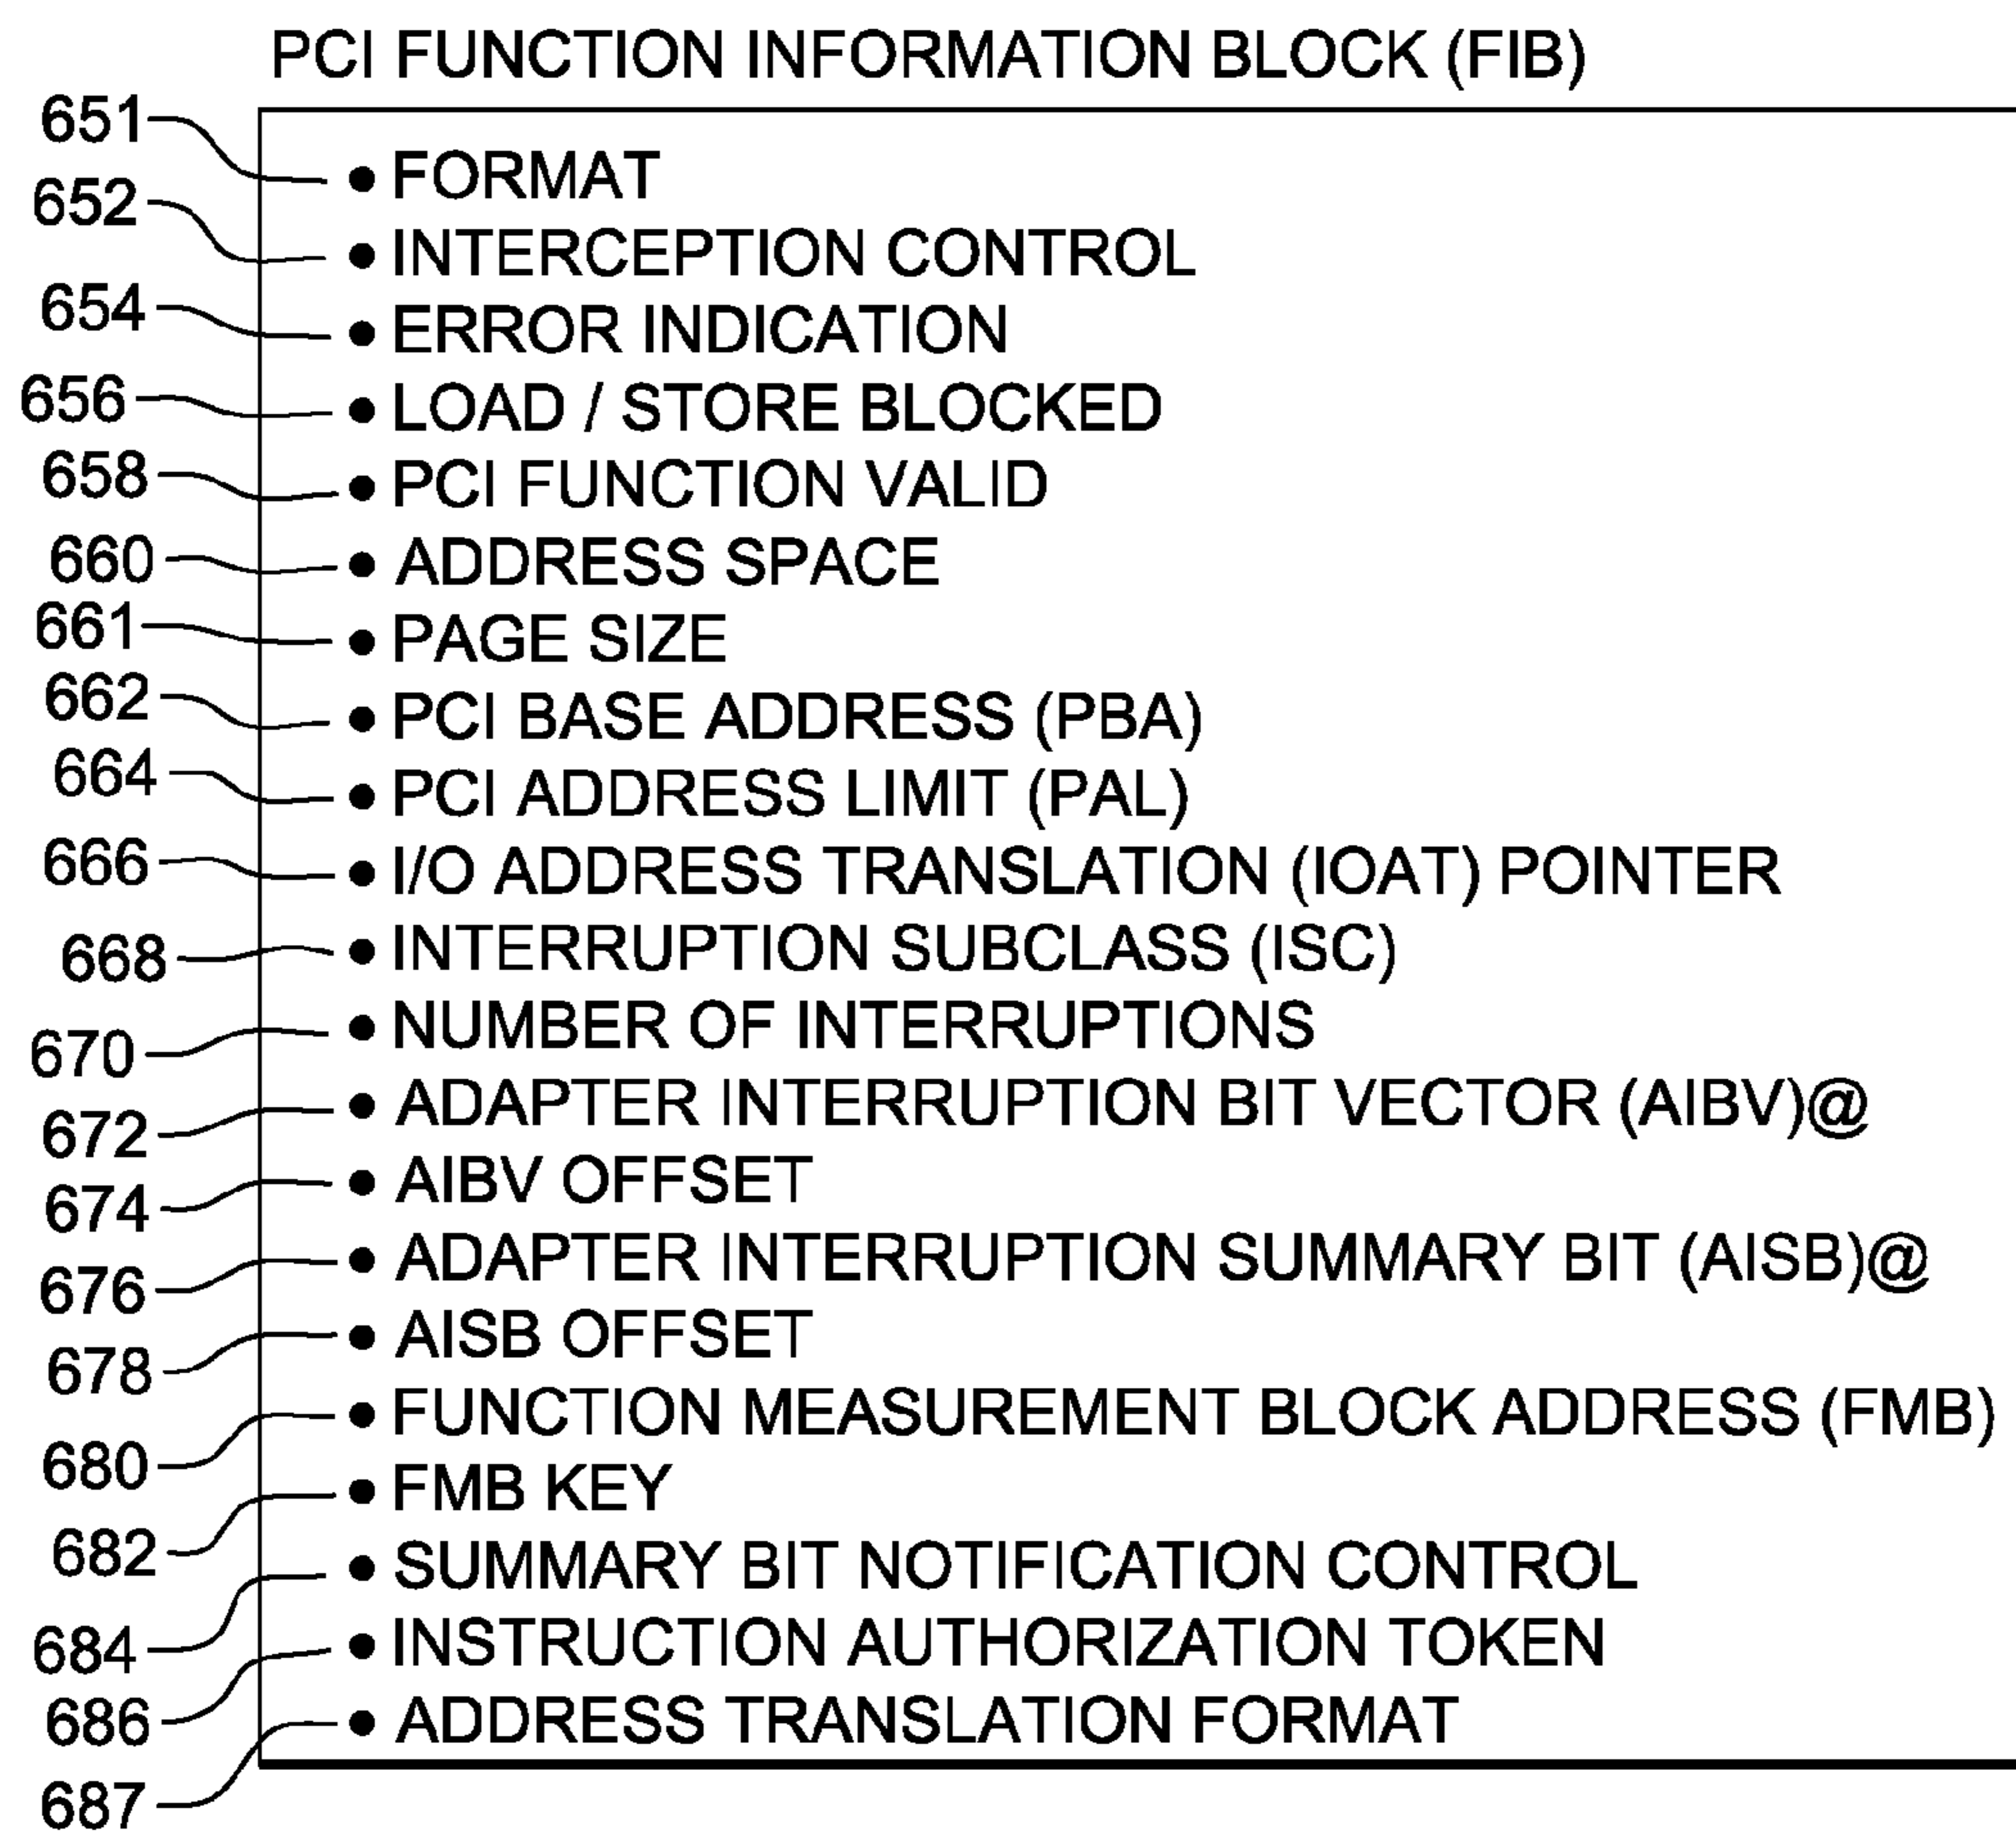 PCI FUNCTION INFORMATION BLOCK (FIB)
651 • FORMAT
652 • INTERCEPTION CONTROL
654 • ERROR INDICATION
656 • LOAD / STORE BLOCKED
658 • PCI FUNCTION VALID
660 • ADDRESS SPACE
661 • PAGE SIZE
662 • PCI BASE ADDRESS (PBA)
664 • PCI ADDRESS LIMIT (PAL)
666 • I/O ADDRESS TRANSLATION (IOAT) POINTER
668 • INTERRUPTION SUBCLASS (ISC)
670 • NUMBER OF INTERRUPTIONS
672 • ADAPTER INTERRUPTION BIT VECTOR (AIBV)@
674 • AIBV OFFSET
676 • ADAPTER INTERRUPTION SUMMARY BIT (AISB)@
678 • AISB OFFSET
680 • FUNCTION MEASUREMENT BLOCK ADDRESS (FMB)
682 • FMB KEY
684 • SUMMARY BIT NOTIFICATION CONTROL
686 • INSTRUCTION AUTHORIZATION TOKEN
687 • ADDRESS TRANSLATION FORMAT